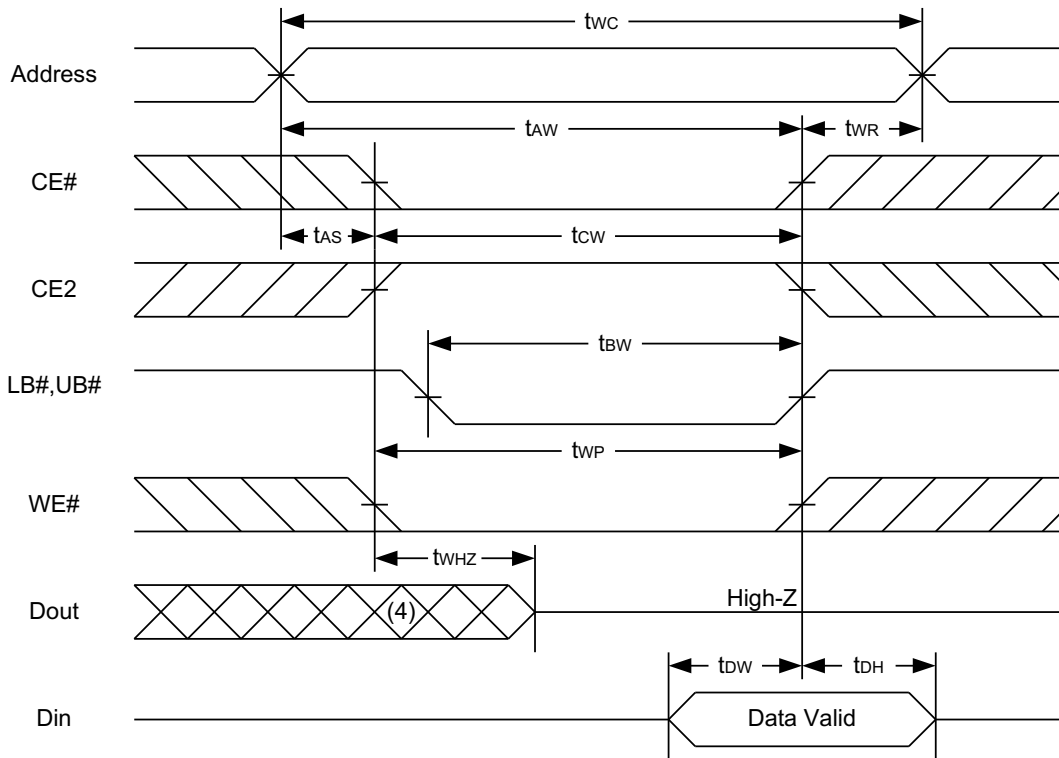 tWC
Address
tAW
tWR
CE#
tAS
tCW
CE2
tBW
LB#,UB#
tWP
WE#
tWHZ
Dout
(4)
High-Z
tDW
tDH
Din
Data Valid